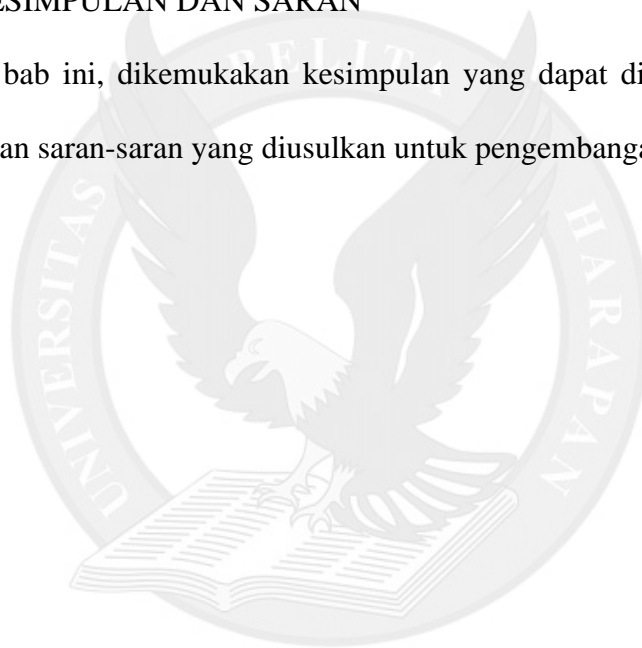 ESIMPULAN DAN SARAN
bab ini, dikemukakan kesimpulan yang dapat di
an saran-saran yang diusulkan untuk pengembanga
UNIVERSITAS PELITA HARAPAN